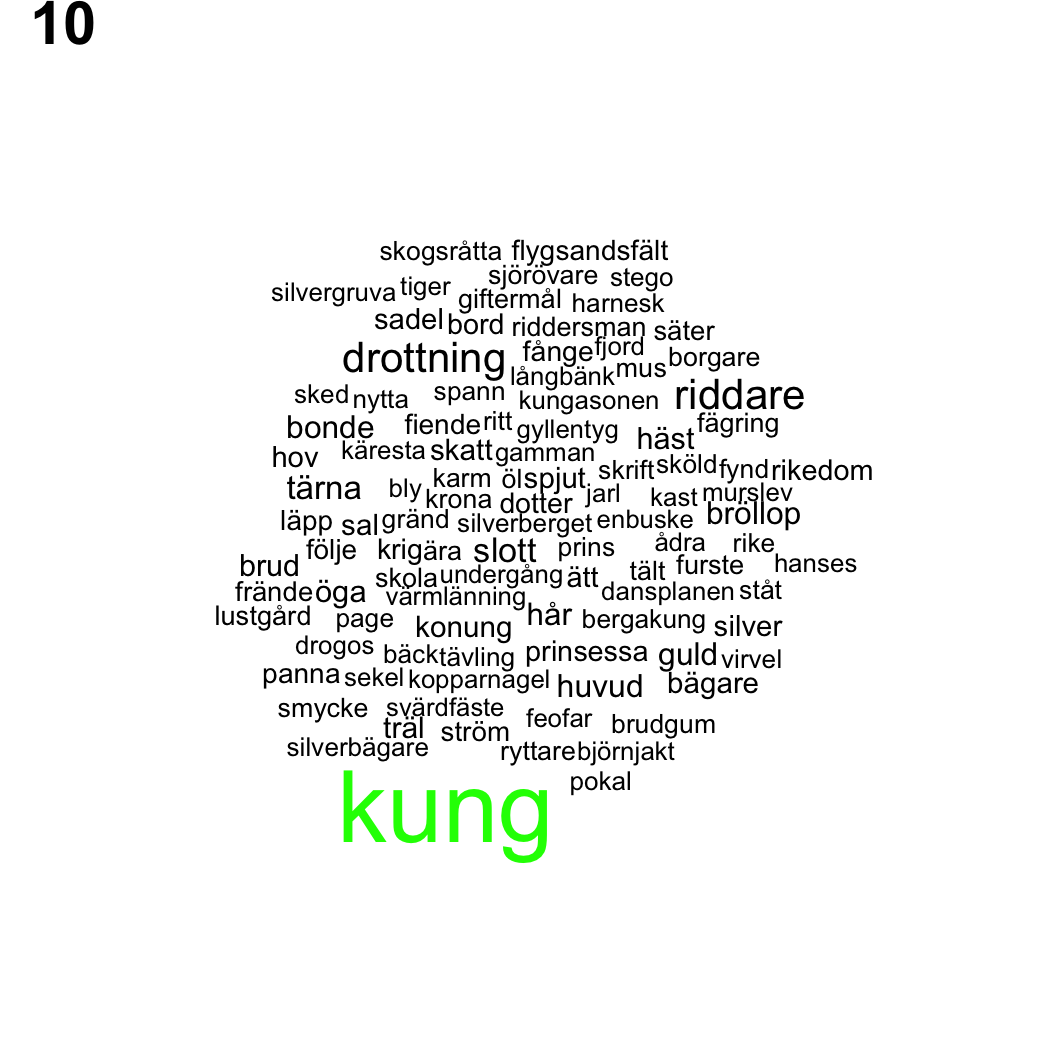 10
skogsråtta flygsandsfält
sjörövare stego
silvergruva tiger giftermål harnesk
sadel bord riddersman säter
drottning fånge fjord
långbänk mus borgare
sked nytta spann kungasonen riddare
bonde fiende ritt gyllentyg häst fägring
hov käresta skatt gamman
karm öl spjut skrift sköld fynd rikedom
tärna bly krona dotter jarl kast murslev
läpp sal gränd silverberget enbuske bröllop
följe krigära slott prins ådra rike
brud skola undergång ätt tält furste hanses
frände öga värmlänning dansplanen ståt
lustgård page konung hår bergakung silver
drogos bäck tävling prinsessa guld virvel
panna sekel kopparnagel huvud bägare
smycke svärdfäste feofar brudgum
träl ström
silverbägare ryttare björnjakt
kung pokal